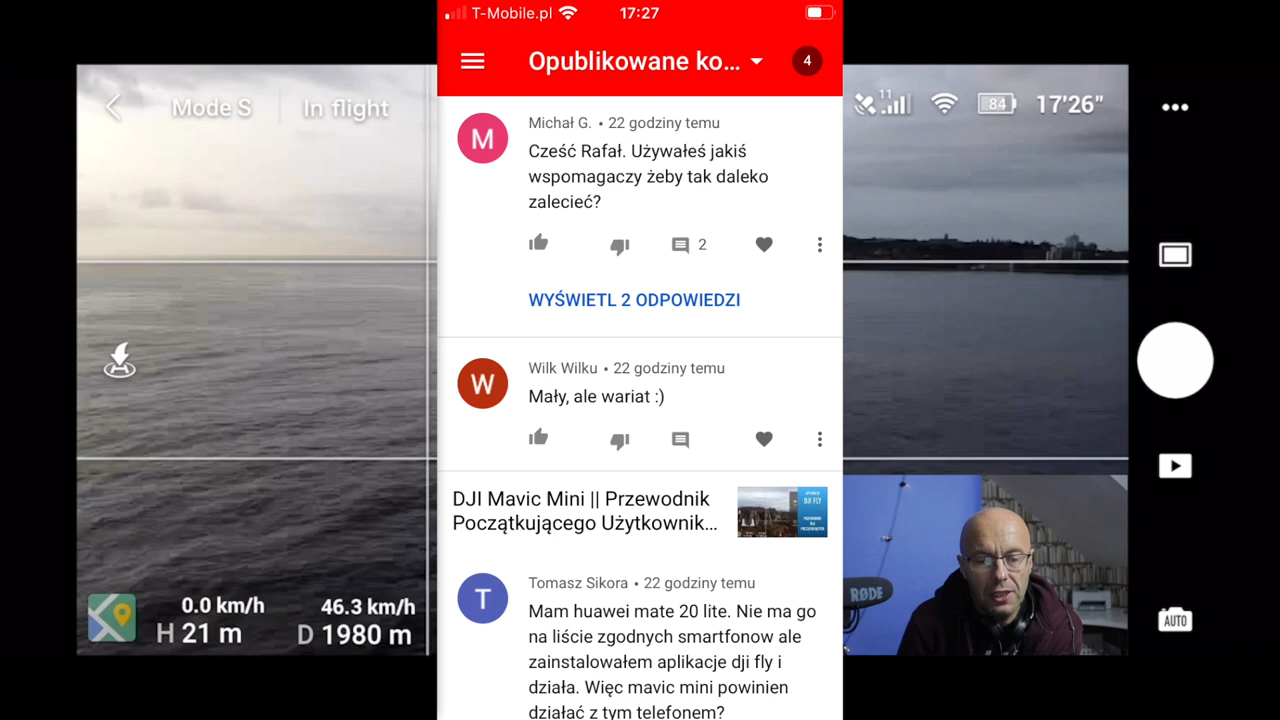 T-Mobile.pl
17:27
Opublikowane ko...
4
Mode S
In flight
11
84
17'26"
Michał G. • 22 godziny temu
Cześć Rafał. Używałeś jakiś
wspomagaczy żeby tak daleko
zalecieć?
2
WYŚWIETL 2 ODPOWIEDZI
Wilk Wilku • 22 godziny temu
M
W
Mały, ale wariat :)
DJI Mavic Mini || Przewodnik
Początkującego Użytkownik...
DJI FLY
T
Tomasz Sikora • 22 godziny temu
Mam huawei mate 20 lite. Nie ma go
na liście zgodnych smartfonow ale
zainstalowałem aplikacje dji fly i
działa. Więc mavic mini powinien
działać z tym telefonem?
0.0 km/h
46.3 km/h
H 21 m
D 1980 m
RØDE
AUTO